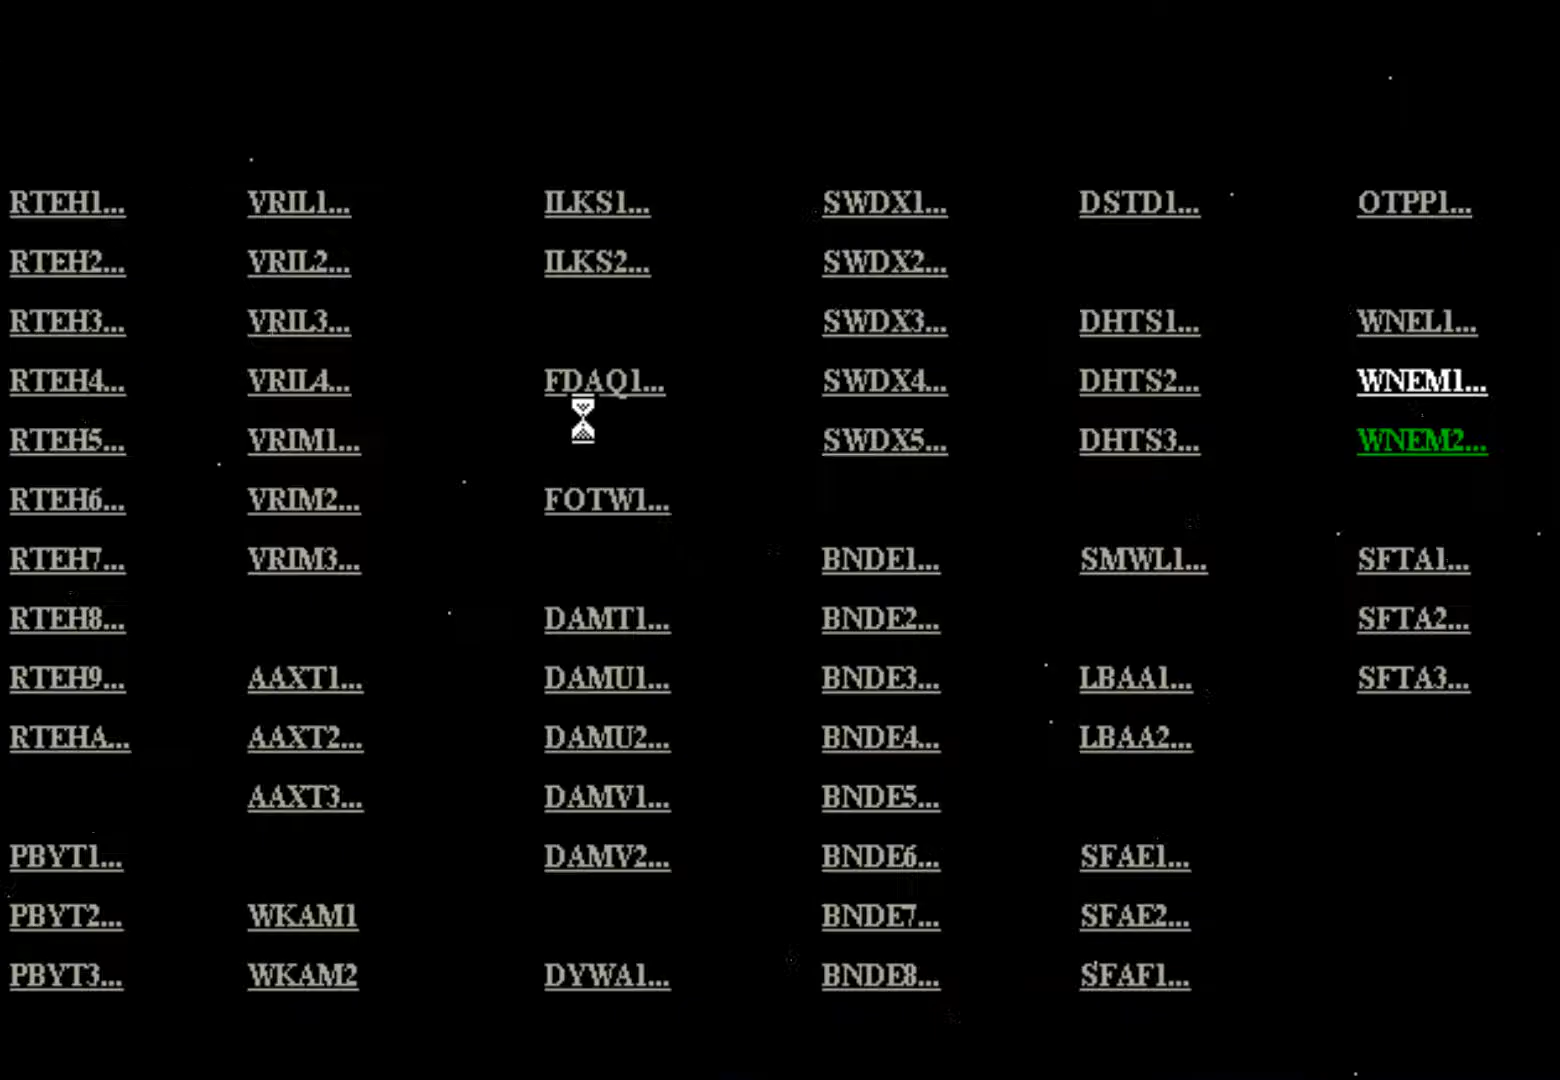 RTEH1... VRIL1... ILKS1... SWDX1... DSTD1... OTPP1...
RTEH2... VRIL2... ILKS2... SWDX2...
RTEH3... VRIL3... SWDX3... DHTS1... WNEL1...
RTEH4... VRIL4... FDAQ1... SWDX4... DHTS2... WNEM1...
RTEH5... VRIM1... SWDX5... DHTS3... WNEM2...
RTEH6... VRIM2... FOTW1...
RTEH7... VRIM3... BNDE1... SMWL1... SFTA1...
RTEH8... DAMT1... BNDE2... SFTA2...
RTEH9... AAXT1... DAMU1... BNDE3... LBAA1... SFTA3...
RTEHA... AAXT2... DAMU2... BNDE4... LBAA2...
AAXT3... DAMV1... BNDE5...
PBYT1... DAMV2... BNDE6... SFAE1...
PBYT2... WKAM1 BNDE7... SFAE2...
PBYT3... WKAM2 DYWA1... BNDE8... SFAF1...